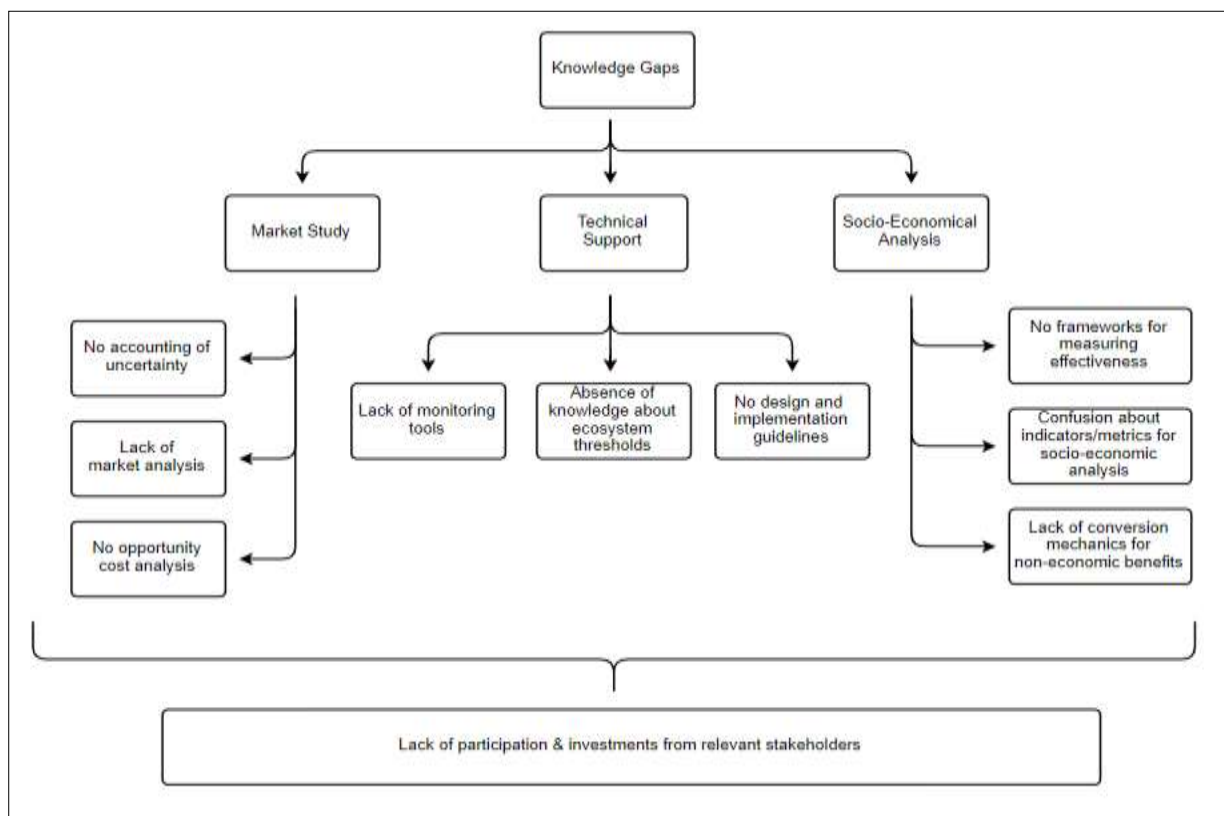 Knowledge Gaps
Market Study
Technical
Support
Socio-Economical
Analysis
No accounting of
uncertainty
Lack of
market analysis
No opportunity
cost analysis
Lack of monitoring
tools
Absence of
knowledge about
ecosystem
thresholds
No design and
implementation
guidelines
No frameworks for
measuring
effectiveness
Confusion about
indicators/metrics for
socio-economic
analysis
Lack of conversion
mechanics for
non-economic benefits
Lack of participation & investments from relevant stakeholders